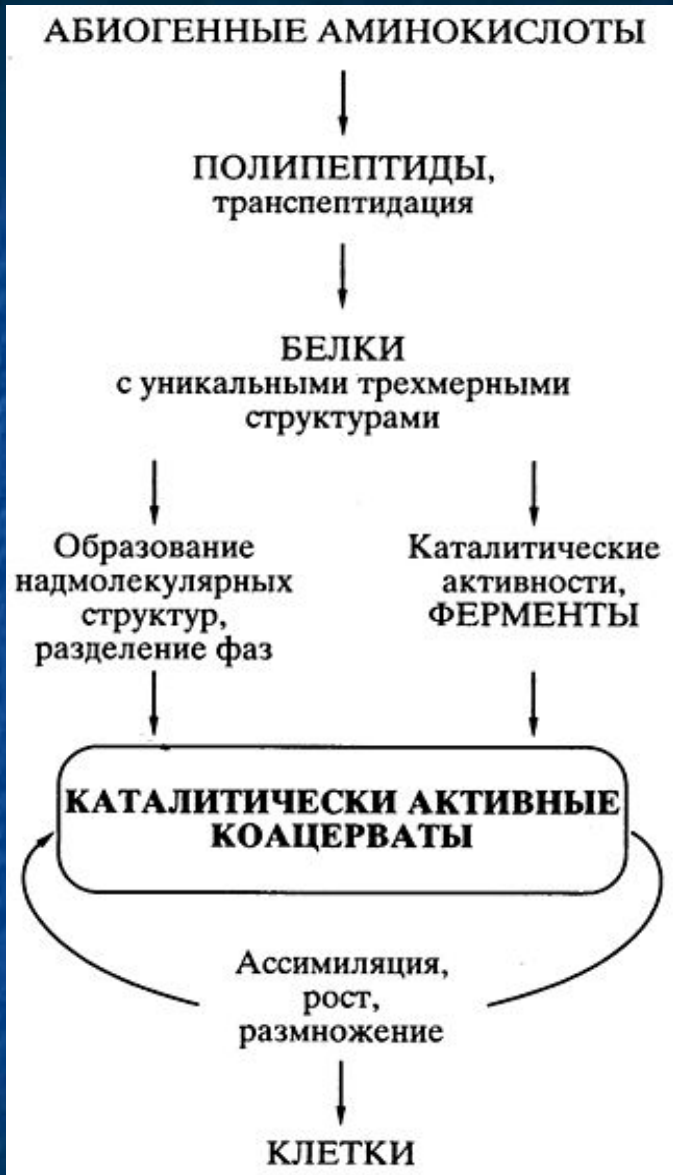 АБИОГЕННЫЕ АМИНОКИСЛОТЫ
ПОЛИПЕПТИДЫ,
транспептидация
БЕЛКИ
с уникальными трехмерными
структурами
Образование
надмолекулярных
структур,
разделение фаз
Каталитические
активности,
ФЕРМЕНТЫ
КАТАЛИТИЧЕСКИ АКТИВНЫЕ
КОАЦЕРВАТЫ
Ассимиляция,
рост,
размножение
КЛЕТКИ